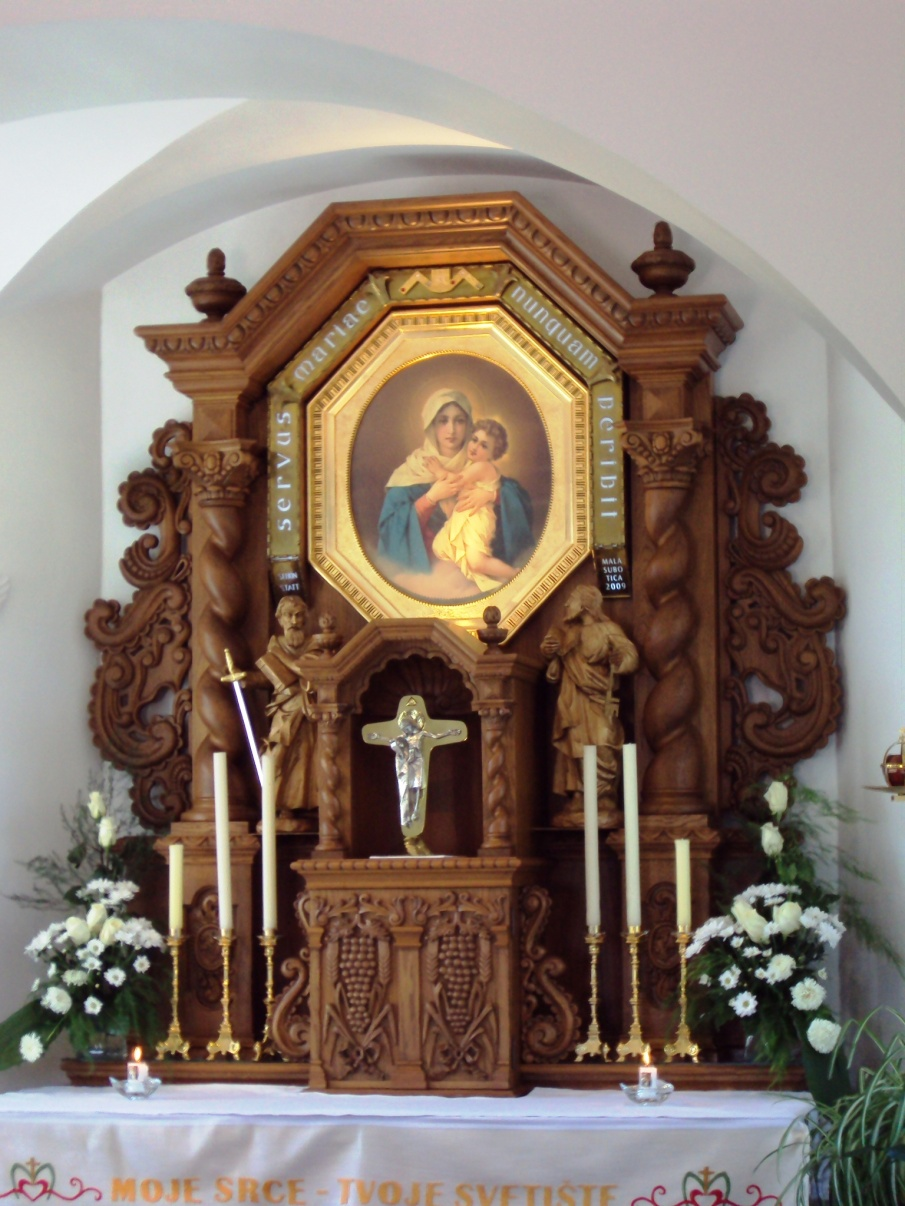 servus mariae nunquam peribit
MALA
SUBO
TICA
2009
MOJE SRCE - TVOJE SVETIŠTE